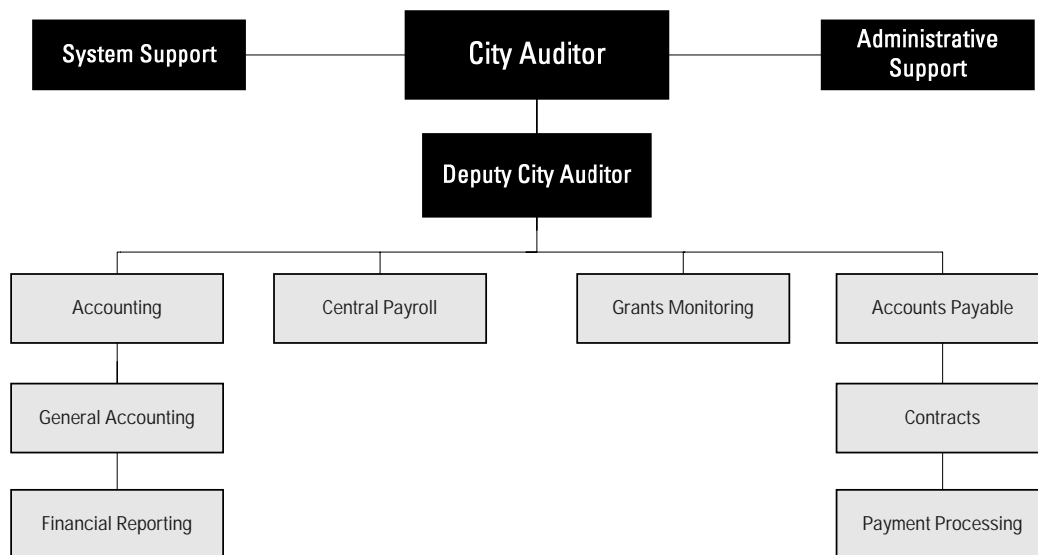 System Support
City Auditor
Administrative
Support
Deputy City Auditor
Accounting
Central Payroll
Grants Monitoring
Accounts Payable
General Accounting
Contracts
Financial Reporting
Payment Processing